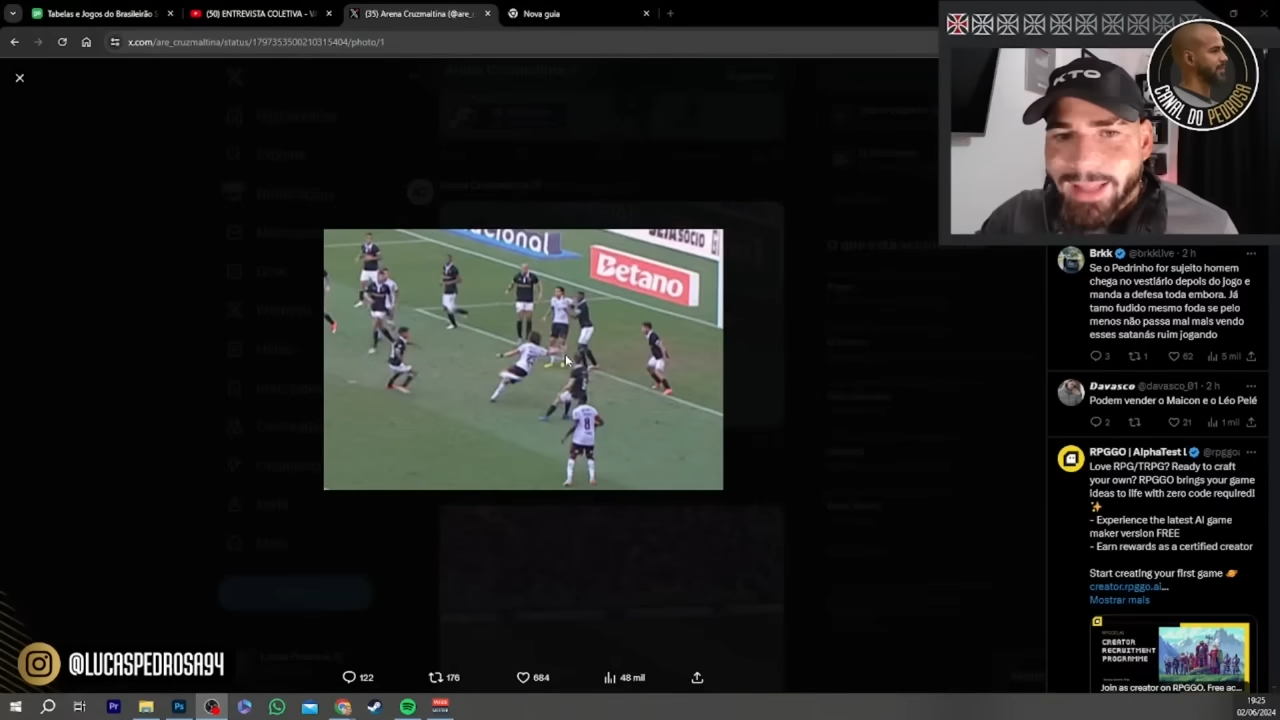 Tabelas e Jogos do Brasileirão S
(50) ENTREVISTA COLETIVA - VA
(35) Arena Cruzmaltina (@are_c
Nova guia
x.com/are_cruzmaltina/status/1797353500210315404/photo/1
KTO
CANAL DO PEDROSA
nacional
SEJA SÓCIO
Betano
8
Brkk @brkklive · 2 h
Se o Pedrinho for sujeito homem
chega no vestiário depois do jogo e
manda a defesa toda embora. Já
tamo fudido mesmo foda se pelo
menos não passa mal mais vendo
esses satanás ruim jogando
3 1 62 5 mil
Davasco @davasco_01 · 2 h
Podem vender o Maicon e o Léo Pelé
2 21 1 mil
RPGGO | AlphaTest L @rpggo
Love RPG/TRPG? Ready to craft
your own? RPGGO brings your game
ideas to life with zero code required!
- Experience the latest AI game
maker version FREE
- Earn rewards as a certified creator
Start creating your first game
creator.rpggo.ai...
Mostrar mais
CREATOR
RECRUITMENT
PROGRAMME
Join as creator on RPGGO. Free ac...
@LUCASPEDROSA94
122 176 684 48 mil
19:25
02/06/2024